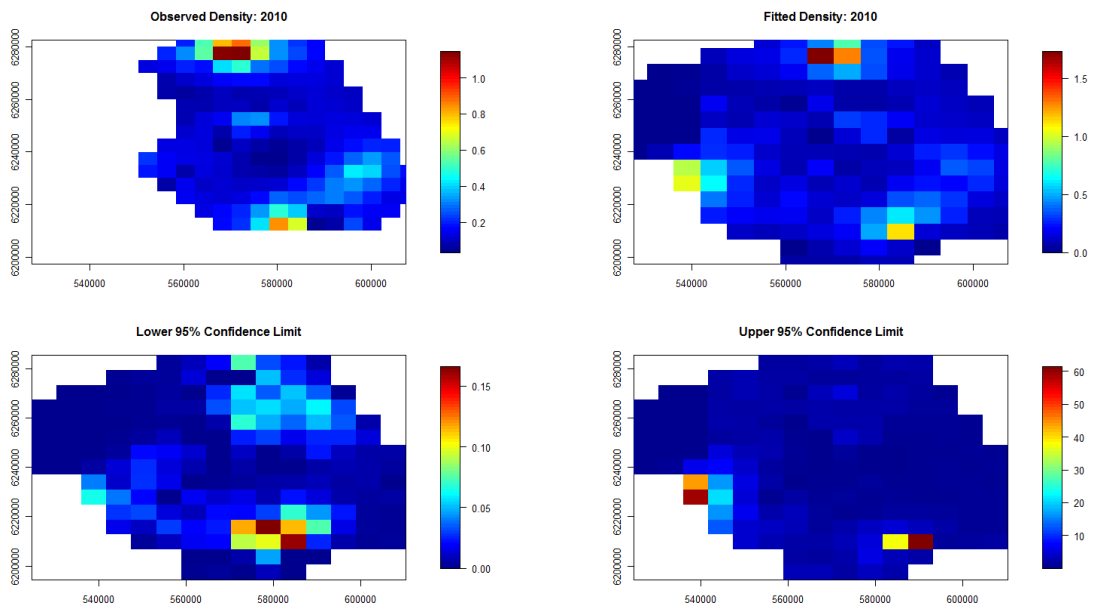 Observed Density: 2010
6200000 6220000 6240000 6260000 6280000
540000 560000 580000 600000
0.2 0.4 0.6 0.8 1.0
Fitted Density: 2010
6200000 6220000 6240000 6260000 6280000
540000 560000 580000 600000
0.0 0.5 1.0 1.5
Lower 95% Confidence Limit
6200000 6220000 6240000 6260000 6280000
540000 560000 580000 600000
0.00 0.05 0.10 0.15
Upper 95% Confidence Limit
6200000 6220000 6240000 6260000 6280000
540000 560000 580000 600000
10 20 30 40 50 60